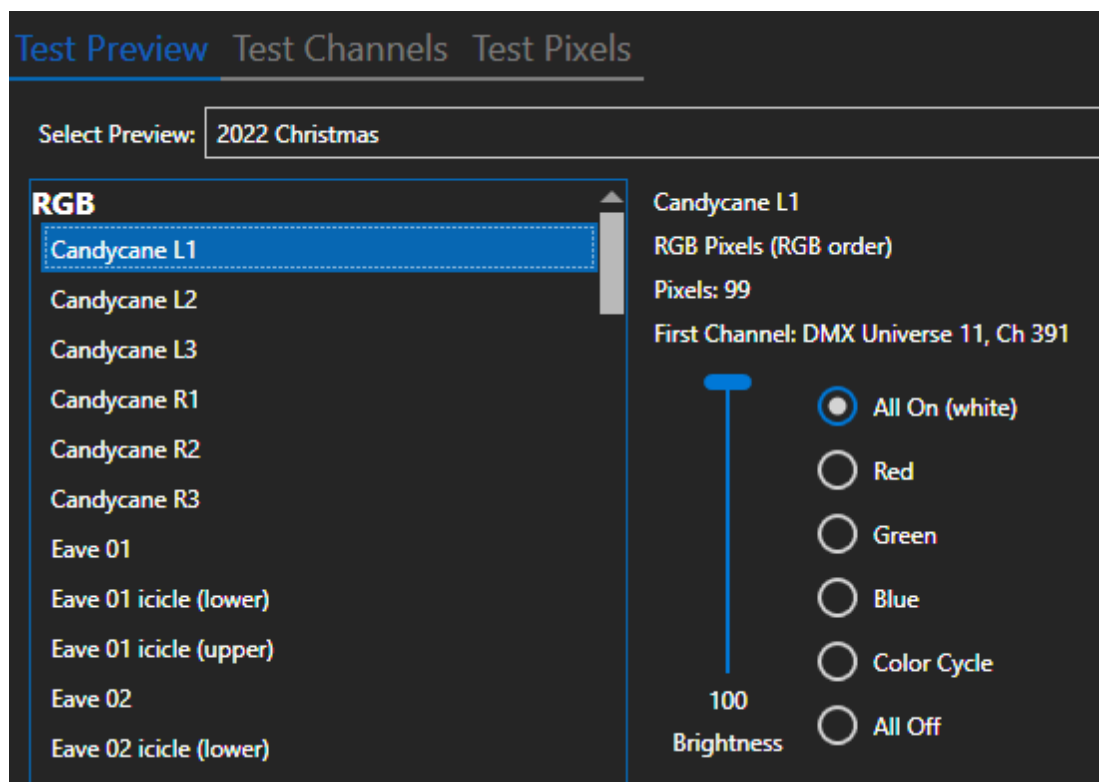 Test Preview Test Channels Test Pixels
Select Preview: 2022 Christmas
RGB
Candycane L1
Candycane L2
Candycane L3
Candycane R1
Candycane R2
Candycane R3
Eave 01
Eave 01 icicle (lower)
Eave 01 icicle (upper)
Eave 02
Eave 02 icicle (lower)
Candycane L1
RGB Pixels (RGB order)
Pixels: 99
First Channel: DMX Universe 11, Ch 391
100
Brightness
All On (white)
Red
Green
Blue
Color Cycle
All Off